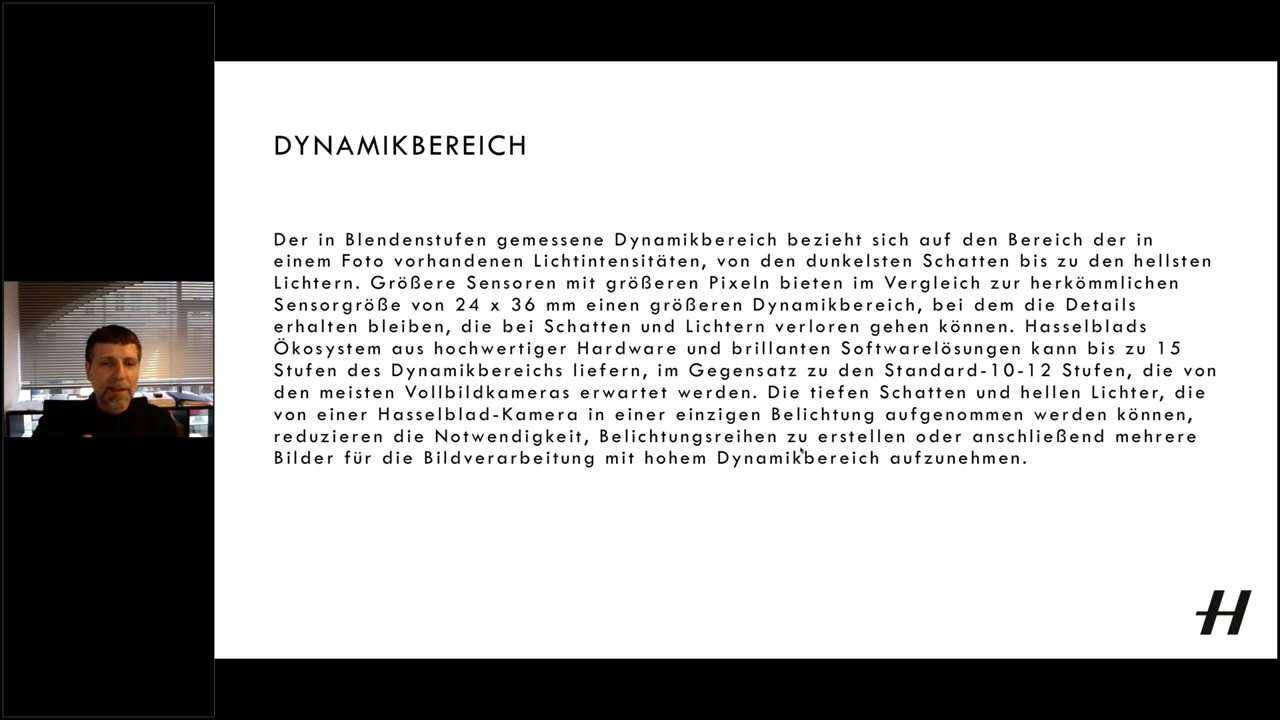 DYNAMIKBEREICH
Der in Blendenstufen gemessene Dynamikbereich bezieht sich auf den Bereich der in
einem Foto vorhandenen Lichtintensitäten, von den dunkelsten Schatten bis zu den hellsten
Lichtern. Größere Sensoren mit größeren Pixeln bieten im Vergleich zur herkömmlichen
Sensorgröße von 24 x 36 mm einen größeren Dynamikbereich, bei dem die Details
erhalten bleiben, die bei Schatten und Lichtern verloren gehen können. Hasselblads
Ökosystem aus hochwertiger Hardware und brillanten Softwarelösungen kann bis zu 15
Stufen des Dynamikbereichs liefern, im Gegensatz zu den Standard-10-12 Stufen, die von
den meisten Vollbildkameras erwartet werden. Die tiefen Schatten und hellen Lichter, die
von einer Hasselblad-Kamera in einer einzigen Belichtung aufgenommen werden können,
reduzieren die Notwendigkeit, Belichtungsreihen zu erstellen oder anschließend mehrere
Bilder für die Bildverarbeitung mit hohem Dynamikbereich aufzunehmen.
H